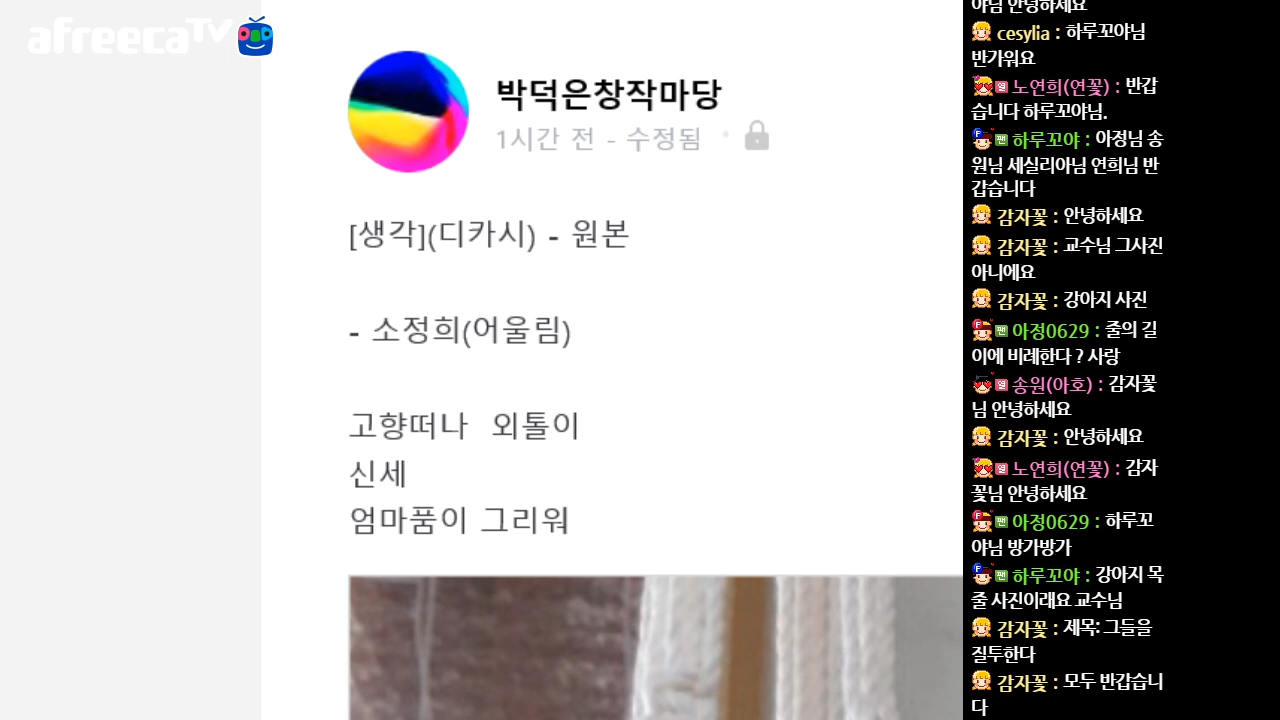 afreecaTV
박덕은창작마당
1시간 전 - 수정됨
[생각](디카시) - 원본
- 소정희(어울림)
고향떠나 외톨이
신세
엄마품이 그리워
야님 안녕하세요
cesylia : 하루꼬야님
반가워요
열 노연희(연꽃) : 반갑
습니다 하루꼬야님.
F 팬 하루꼬야 : 아정님 송
원님 세실리아님 연희님 반
갑습니다
감자꽃 : 안녕하세요
감자꽃 : 교수님 그사진
아니에요
감자꽃 : 강아지 사진
F 팬 아정0629 : 줄의 길
이에 비례한다 ? 사랑
열 송원(아호) : 감자꽃
님 안녕하세요
감자꽃 : 안녕하세요
열 노연희(연꽃) : 감자
꽃님 안녕하세요
F 팬 아정0629 : 하루꼬
야님 방가방가
F 팬 하루꼬야 : 강아지 목
줄 사진이래요 교수님
감자꽃 : 제목: 그들을
질투한다
감자꽃 : 모두 반갑습니
다